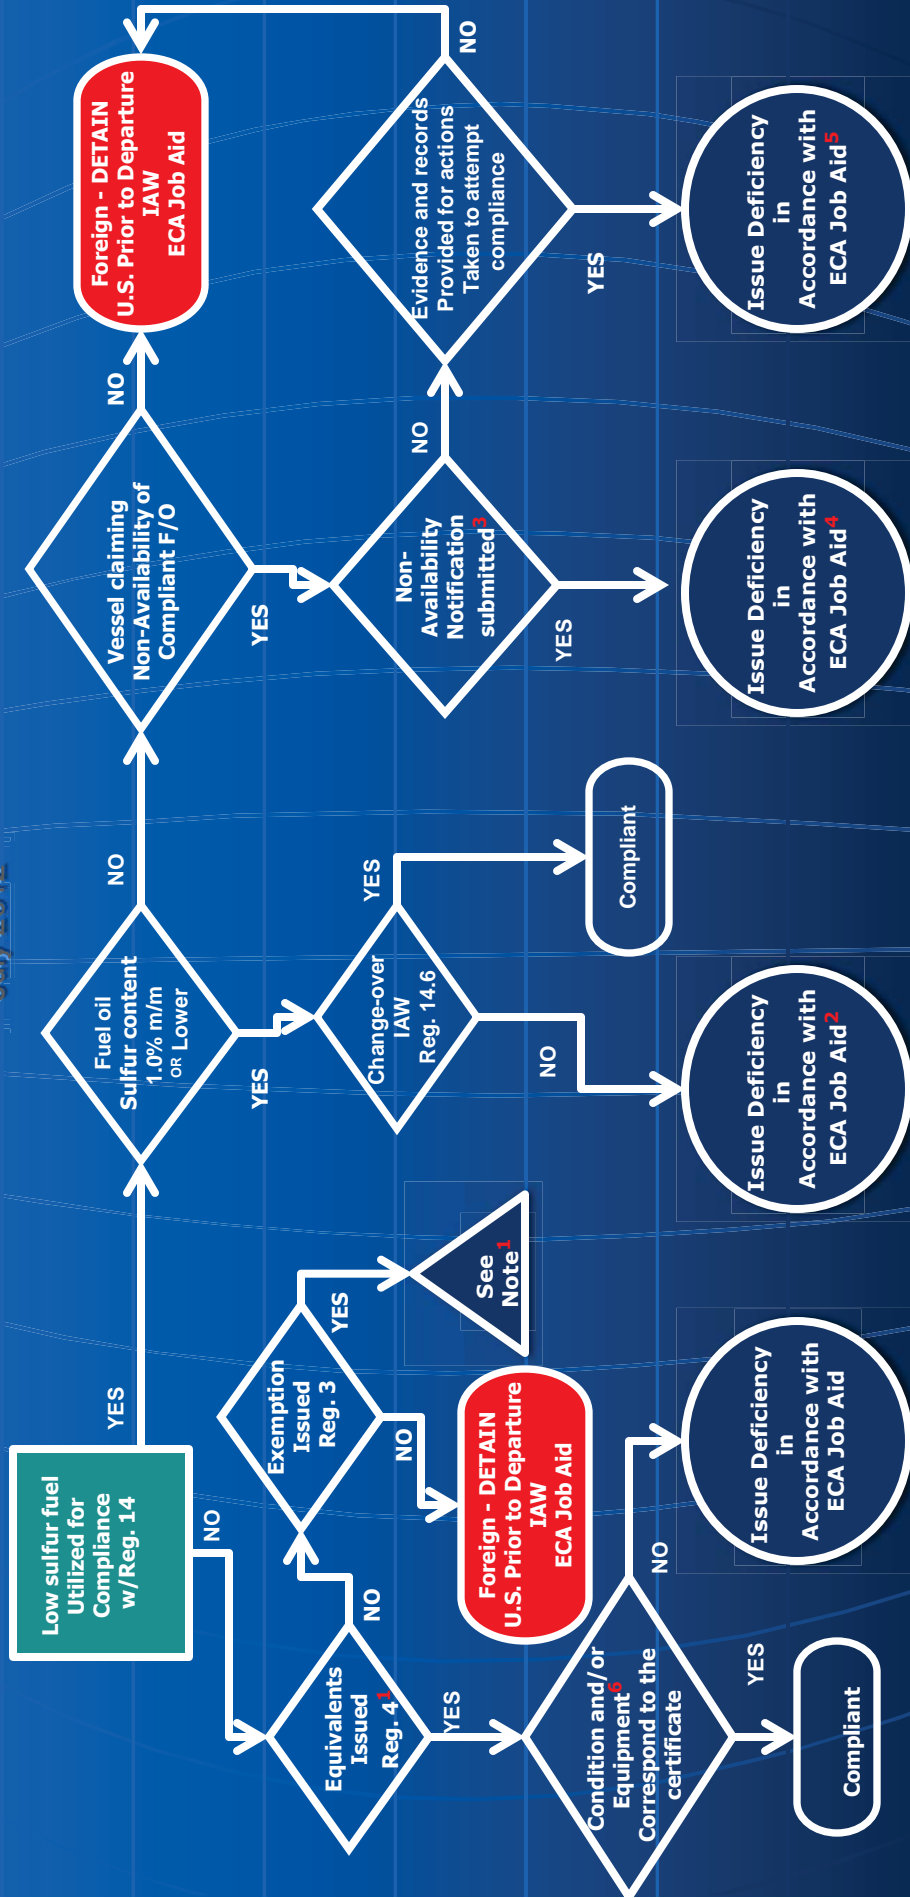 Low sulfur fuel
Utilized for
Compliance
w/Reg. 14
YES
NO
Fuel oil
Sulfur content
1.0% m/m
OR Lower
NO
YES
Vessel claiming
Non-Availability of
Compliant F/O
NO
YES
Foreign - DETAIN
U.S. Prior to Departure
IAW
ECA Job Aid
Equivalents
Issued
Reg. 41
NO
YES
Exemption
Issued
Reg. 3
YES
NO
See
Note1
Foreign - DETAIN
U.S. Prior to Departure
IAW
ECA Job Aid
Change-over
IAW
Reg. 14.6
YES
NO
Compliant
Non-
Availability
Notification
submitted3
NO
YES
Evidence and records
Provided for actions
Taken to attempt
compliance
NO
YES
Condition and/or
Equipment6
Correspond to the
certificate
NO
YES
Compliant
Issue Deficiency
in
Accordance with
ECA Job Aid
Issue Deficiency
in
Accordance with
ECA Job Aid2
Issue Deficiency
in
Accordance with
ECA Job Aid4
Issue Deficiency
in
Accordance with
ECA Job Aid5